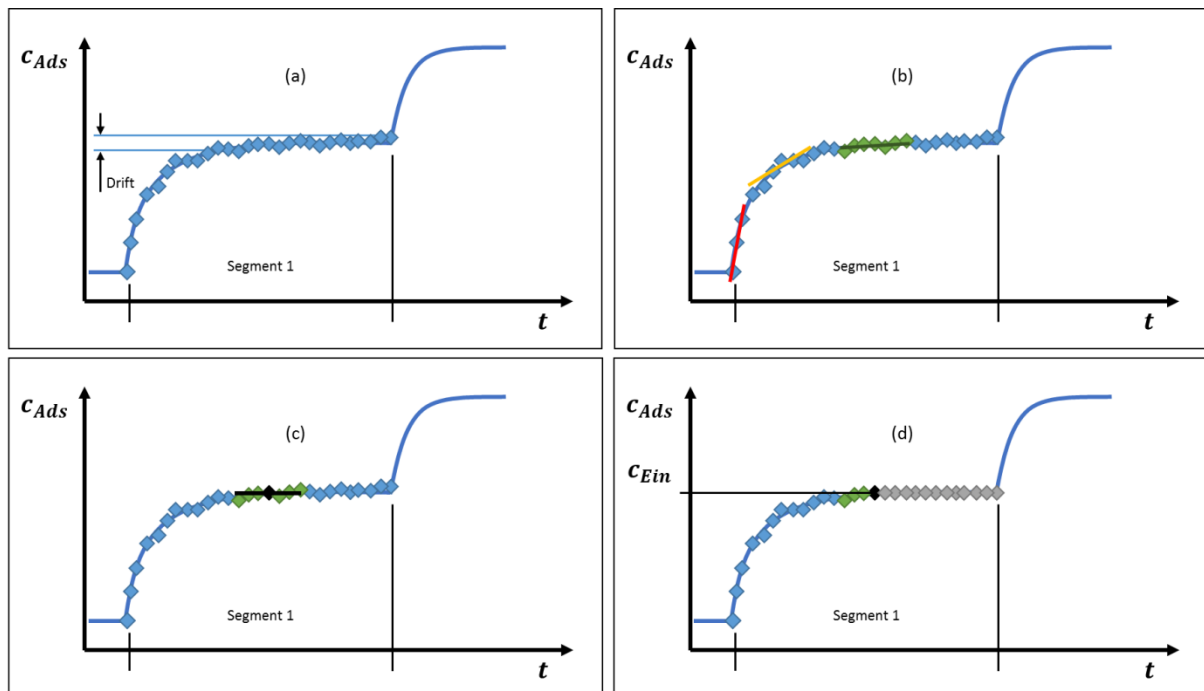 c_Ads
(a)
Drift
Segment 1
t
c_Ads
(b)
Segment 1
t
c_Ads
(c)
Segment 1
t
c_Ads
(d)
c_Ein
Segment 1
t